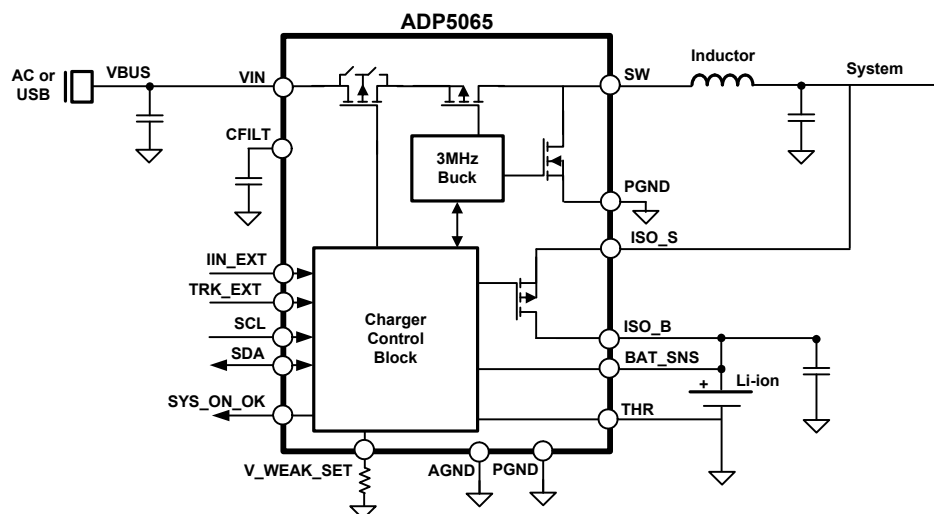 ADP5065
AC or
USB
VBUS
VIN
SW
Inductor
System
CFILT
3MHz
Buck
PGND
ISO_S
IIN_EXT
TRK_EXT
SCL
SDA
SYS_ON_OK
Charger
Control
Block
ISO_B
BAT_SNS
+
Li-ion
THR
V_WEAK_SET
AGND
PGND